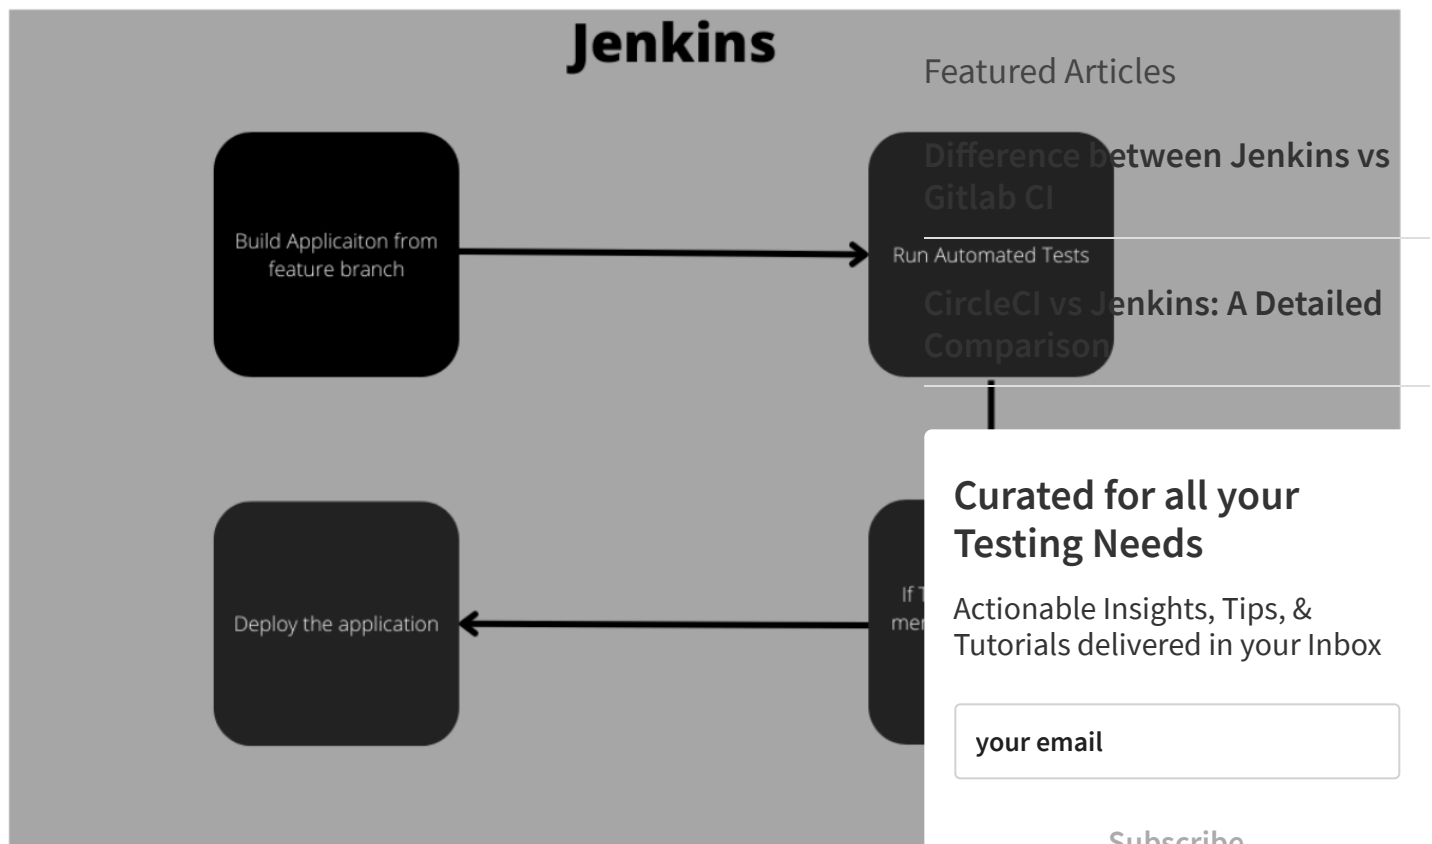 Jenkins
Featured Articles
Difference between Jenkins vs
Gitlab CI
Build Applicaiton from
feature branch
Run Automated Tests
CircleCI vs Jenkins: A Detailed
Comparison
Curated for all your
Testing Needs
If
Actionable Insights, Tips, &
Tutorials delivered in your Inbox
Deploy the application
your email
Subscribe